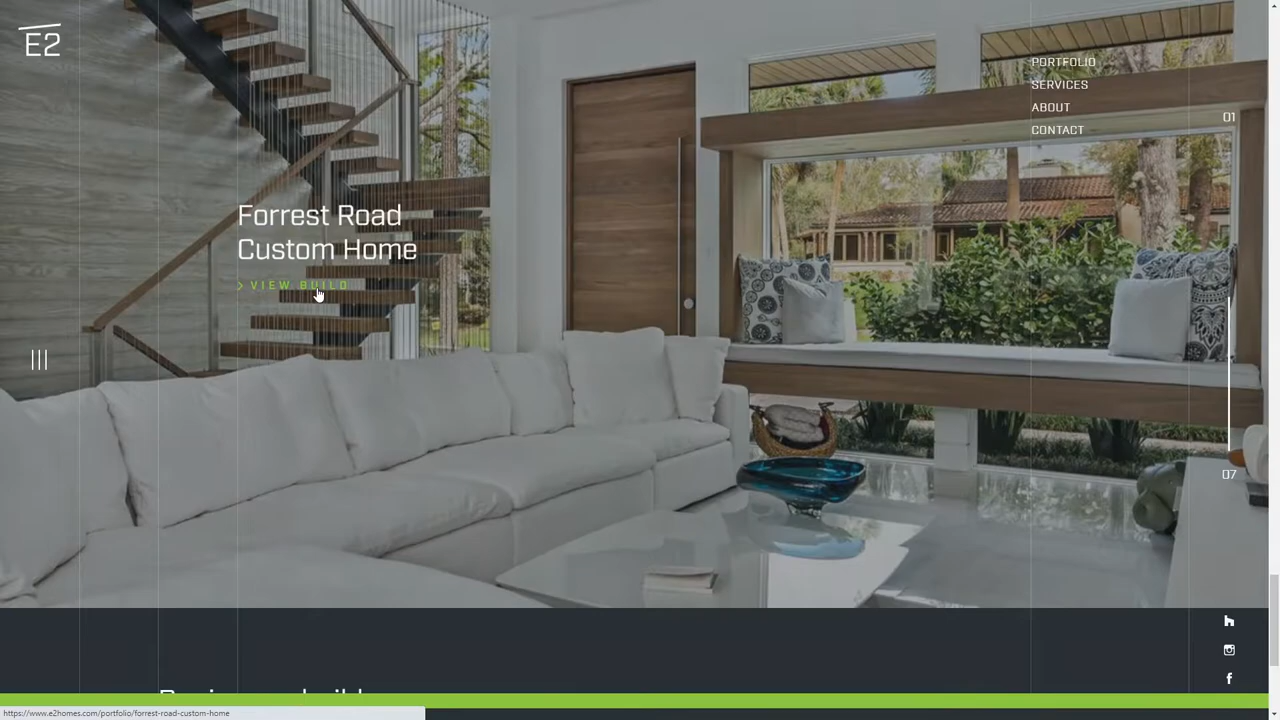 E2
PORTFOLIO
SERVICES
ABOUT
CONTACT
01
Forrest Road
Custom Home
> VIEW BUILD
07
https://www.e2homes.com/portfolio/forrest-road-custom-home